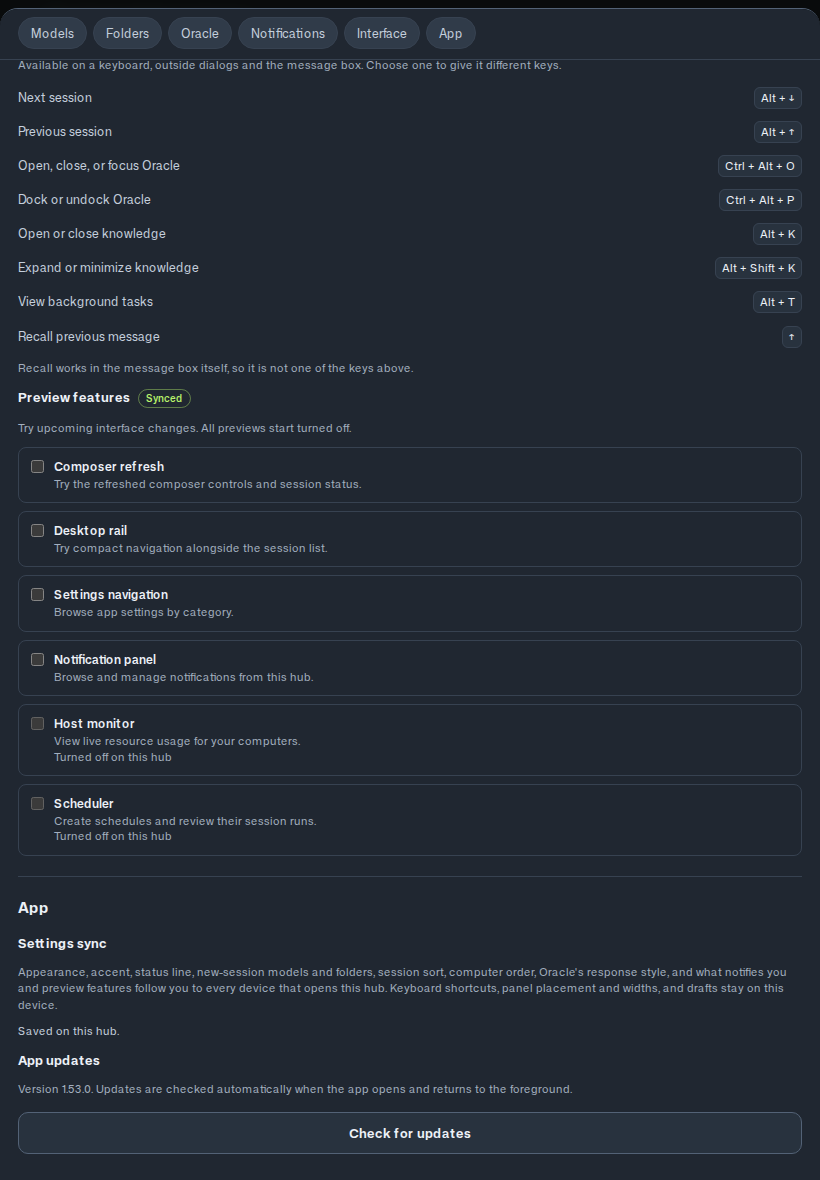 Models Folders Oracle Notifications Interface App
Available on a keyboard, outside dialogs and the message box. Choose one to give it different keys.
Next session Alt + ↓
Previous session Alt + ↑
Open, close, or focus Oracle Ctrl + Alt + O
Dock or undock Oracle Ctrl + Alt + P
Open or close knowledge Alt + K
Expand or minimize knowledge Alt + Shift + K
View background tasks Alt + T
Recall previous message ↑
Recall works in the message box itself, so it is not one of the keys above.
Preview features Synced
Try upcoming interface changes. All previews start turned off.
Composer refresh
Try the refreshed composer controls and session status.
Desktop rail
Try compact navigation alongside the session list.
Settings navigation
Browse app settings by category.
Notification panel
Browse and manage notifications from this hub.
Host monitor
View live resource usage for your computers.
Turned off on this hub
Scheduler
Create schedules and review their session runs.
Turned off on this hub
App
Settings sync
Appearance, accent, status line, new-session models and folders, session sort, computer order, Oracle's response style, and what notifies you
and preview features follow you to every device that opens this hub. Keyboard shortcuts, panel placement and widths, and drafts stay on this
device.
Saved on this hub.
App updates
Version 1.53.0. Updates are checked automatically when the app opens and returns to the foreground.
Check for updates